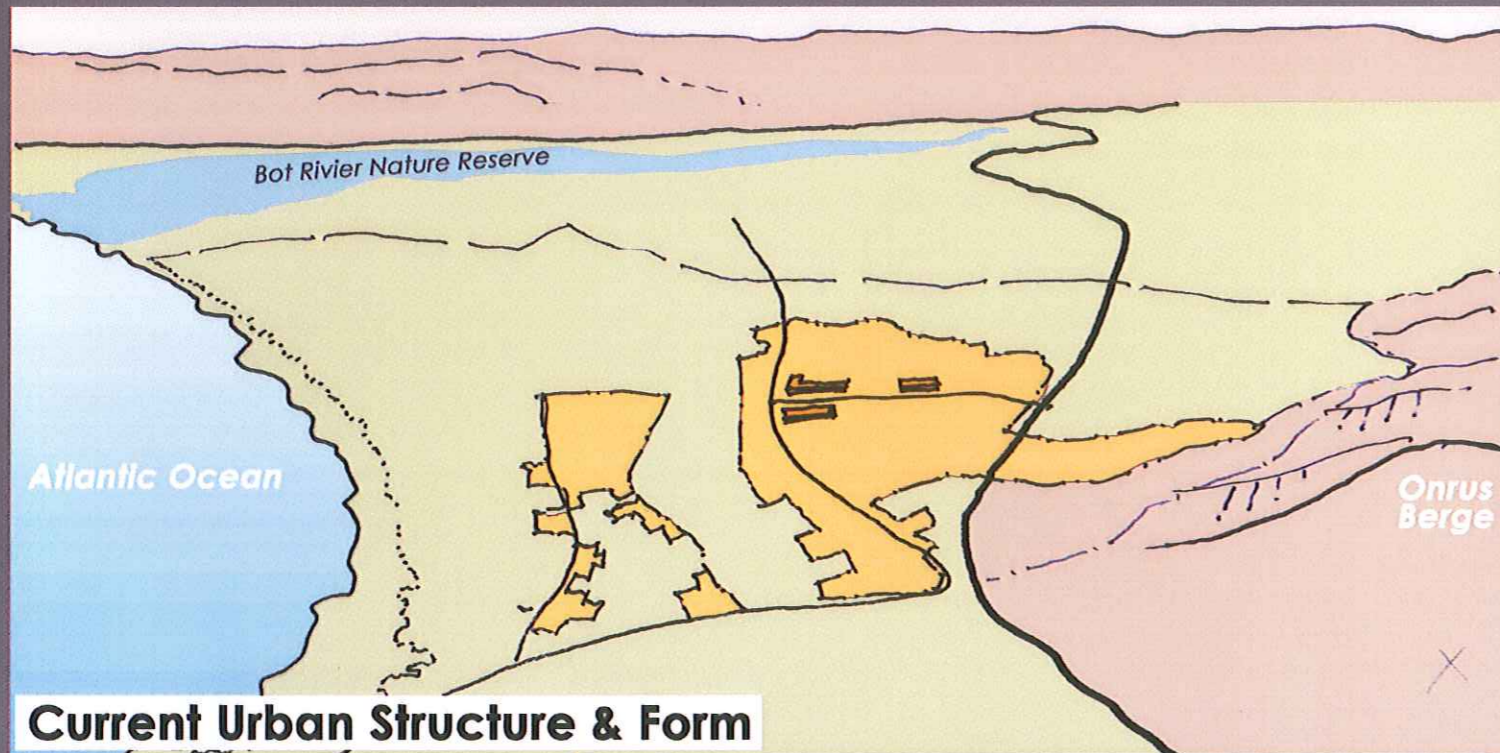 Bot Rivier Nature Reserve
Atlantic Ocean
Onrus
Berge
Current Urban Structure & Form